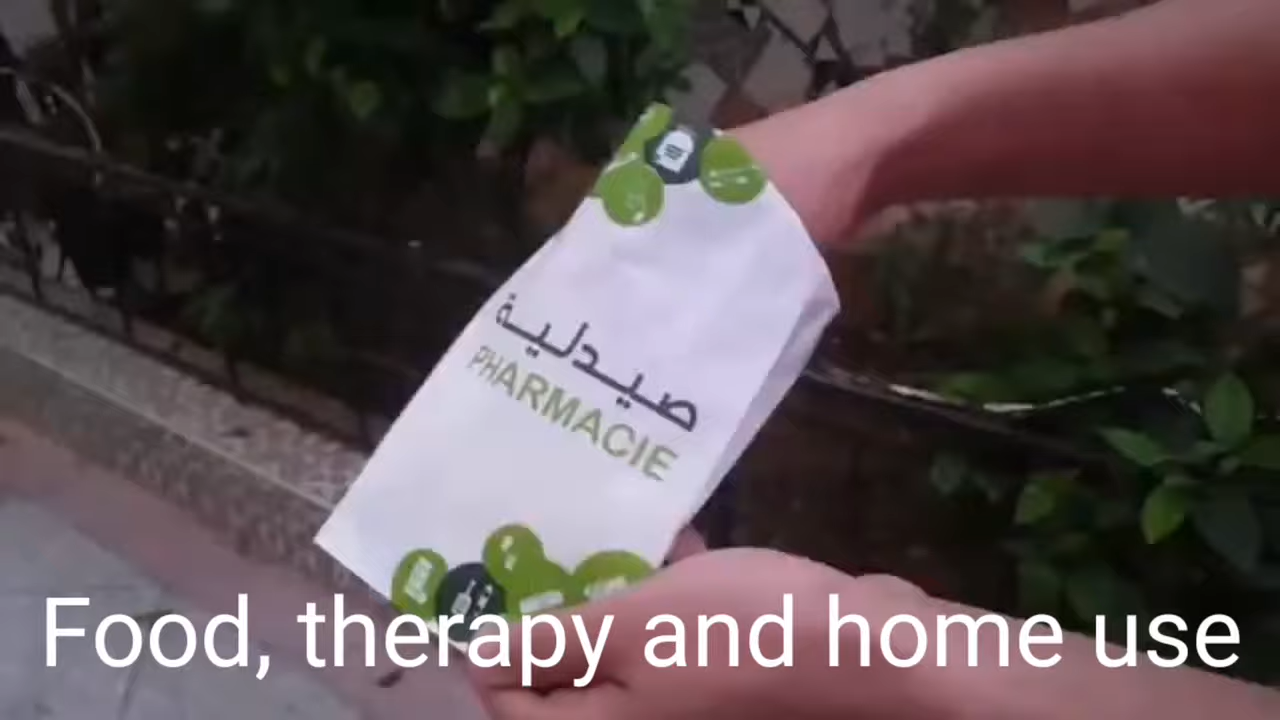 صيدلية
PHARMACIE
Food, therapy and home use